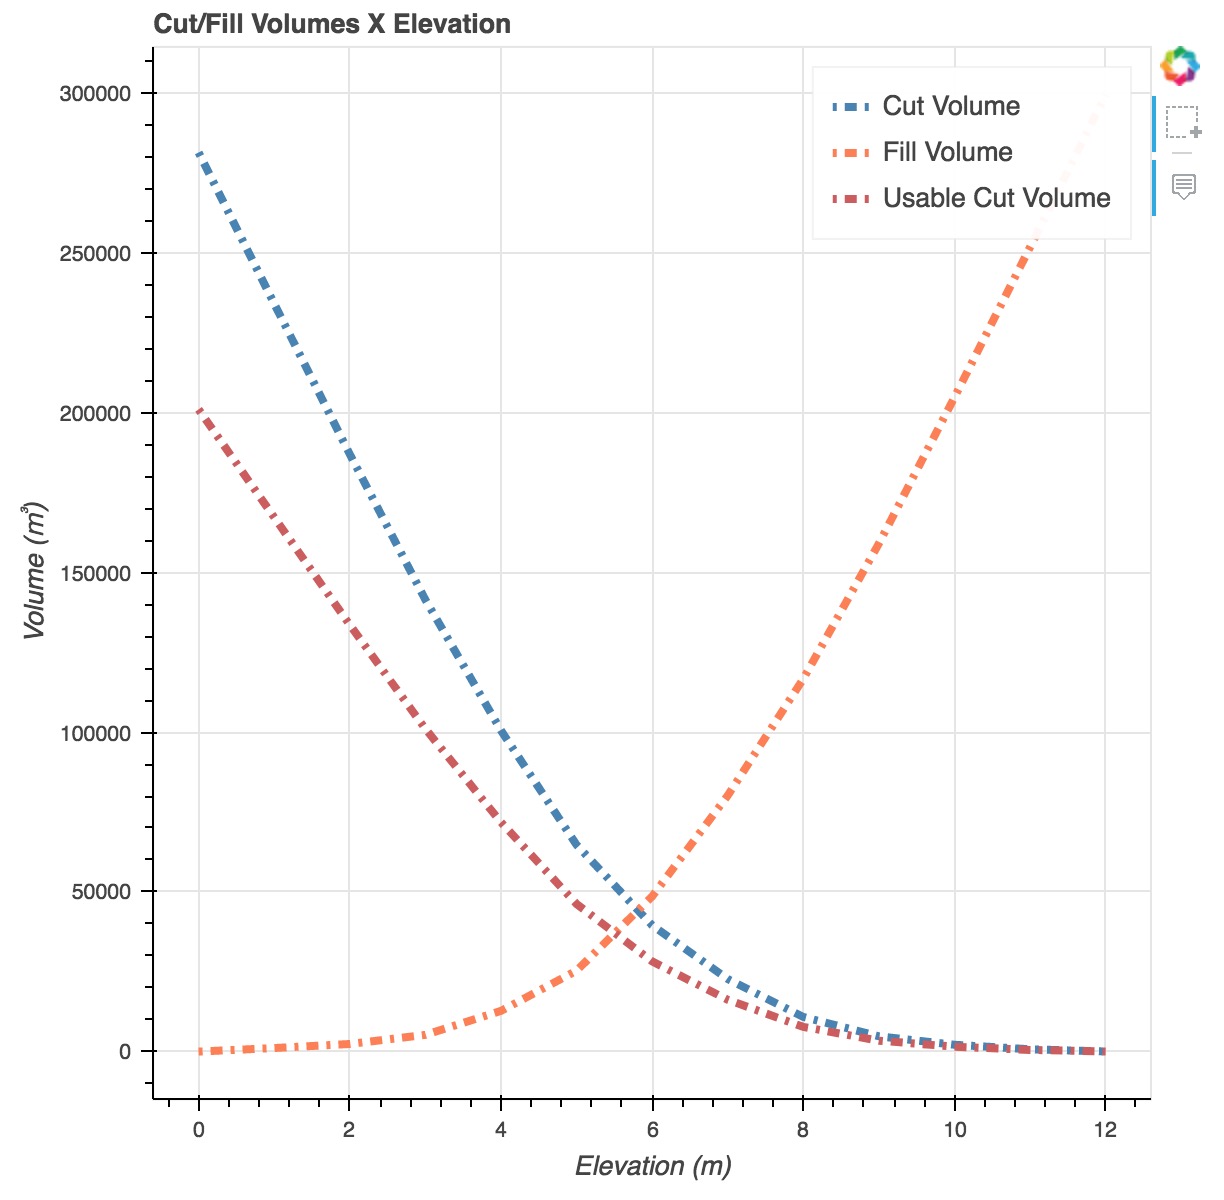 Cut/Fill Volumes X Elevation
Cut Volume
Fill Volume
Usable Cut Volume
300000
250000
200000
150000
100000
50000
0
Volume (m³)
0 2 4 6 8 10 12
Elevation (m)